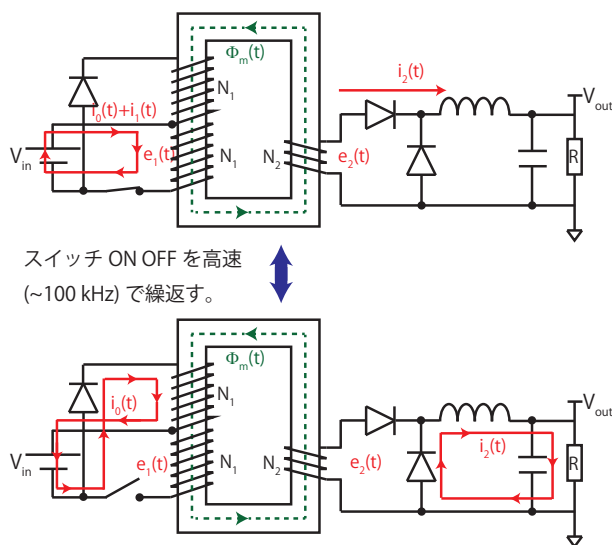 Φm(t)
i2(t)
Vout
N1
i0(t)+i1(t)
Vin
e1(t)
N1
N2
e2(t)
R
スイッチ ON OFF を高速
(~100 kHz) で繰返す。
Φm(t)
Vout
N1
i0(t)
i2(t)
Vin
e1(t)
N1
N2
e2(t)
R